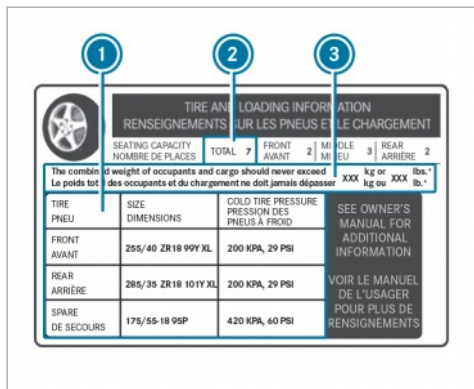 1 2 3
TIRE AND LOADING INFORMATION
RENSEIGNEMENTS SUR LES PNEUS ET LE CHARGEMENT
SEATING CAPACITY TOTAL 7 FRONT 2 MIDDLE 3 REAR 2
NOMBRE DE PLACES AVANT MILIEU ARRIÈRE
The combined weight of occupants and cargo should never exceed XXX kg or XXX lbs.*
Le poids total des occupants et du chargement ne doit jamais dépasser kg ou lb.*
TIRE SIZE COLD TIRE PRESSURE
PNEU DIMENSIONS PRESSION DES
PNEUS À FROID
FRONT 255/40 ZR18 99Y XL 200 KPA, 29 PSI
AVANT
REAR 285/35 ZR18 101Y XL 200 KPA, 29 PSI
ARRIÈRE
SPARE 175/55-18 95P 420 KPA, 60 PSI
DE SECOURS
SEE OWNER'S
MANUAL FOR
ADDITIONAL
INFORMATION
VOIR LE MANUEL
DE L'USAGER
POUR PLUS DE
RENSIGNEMENTS